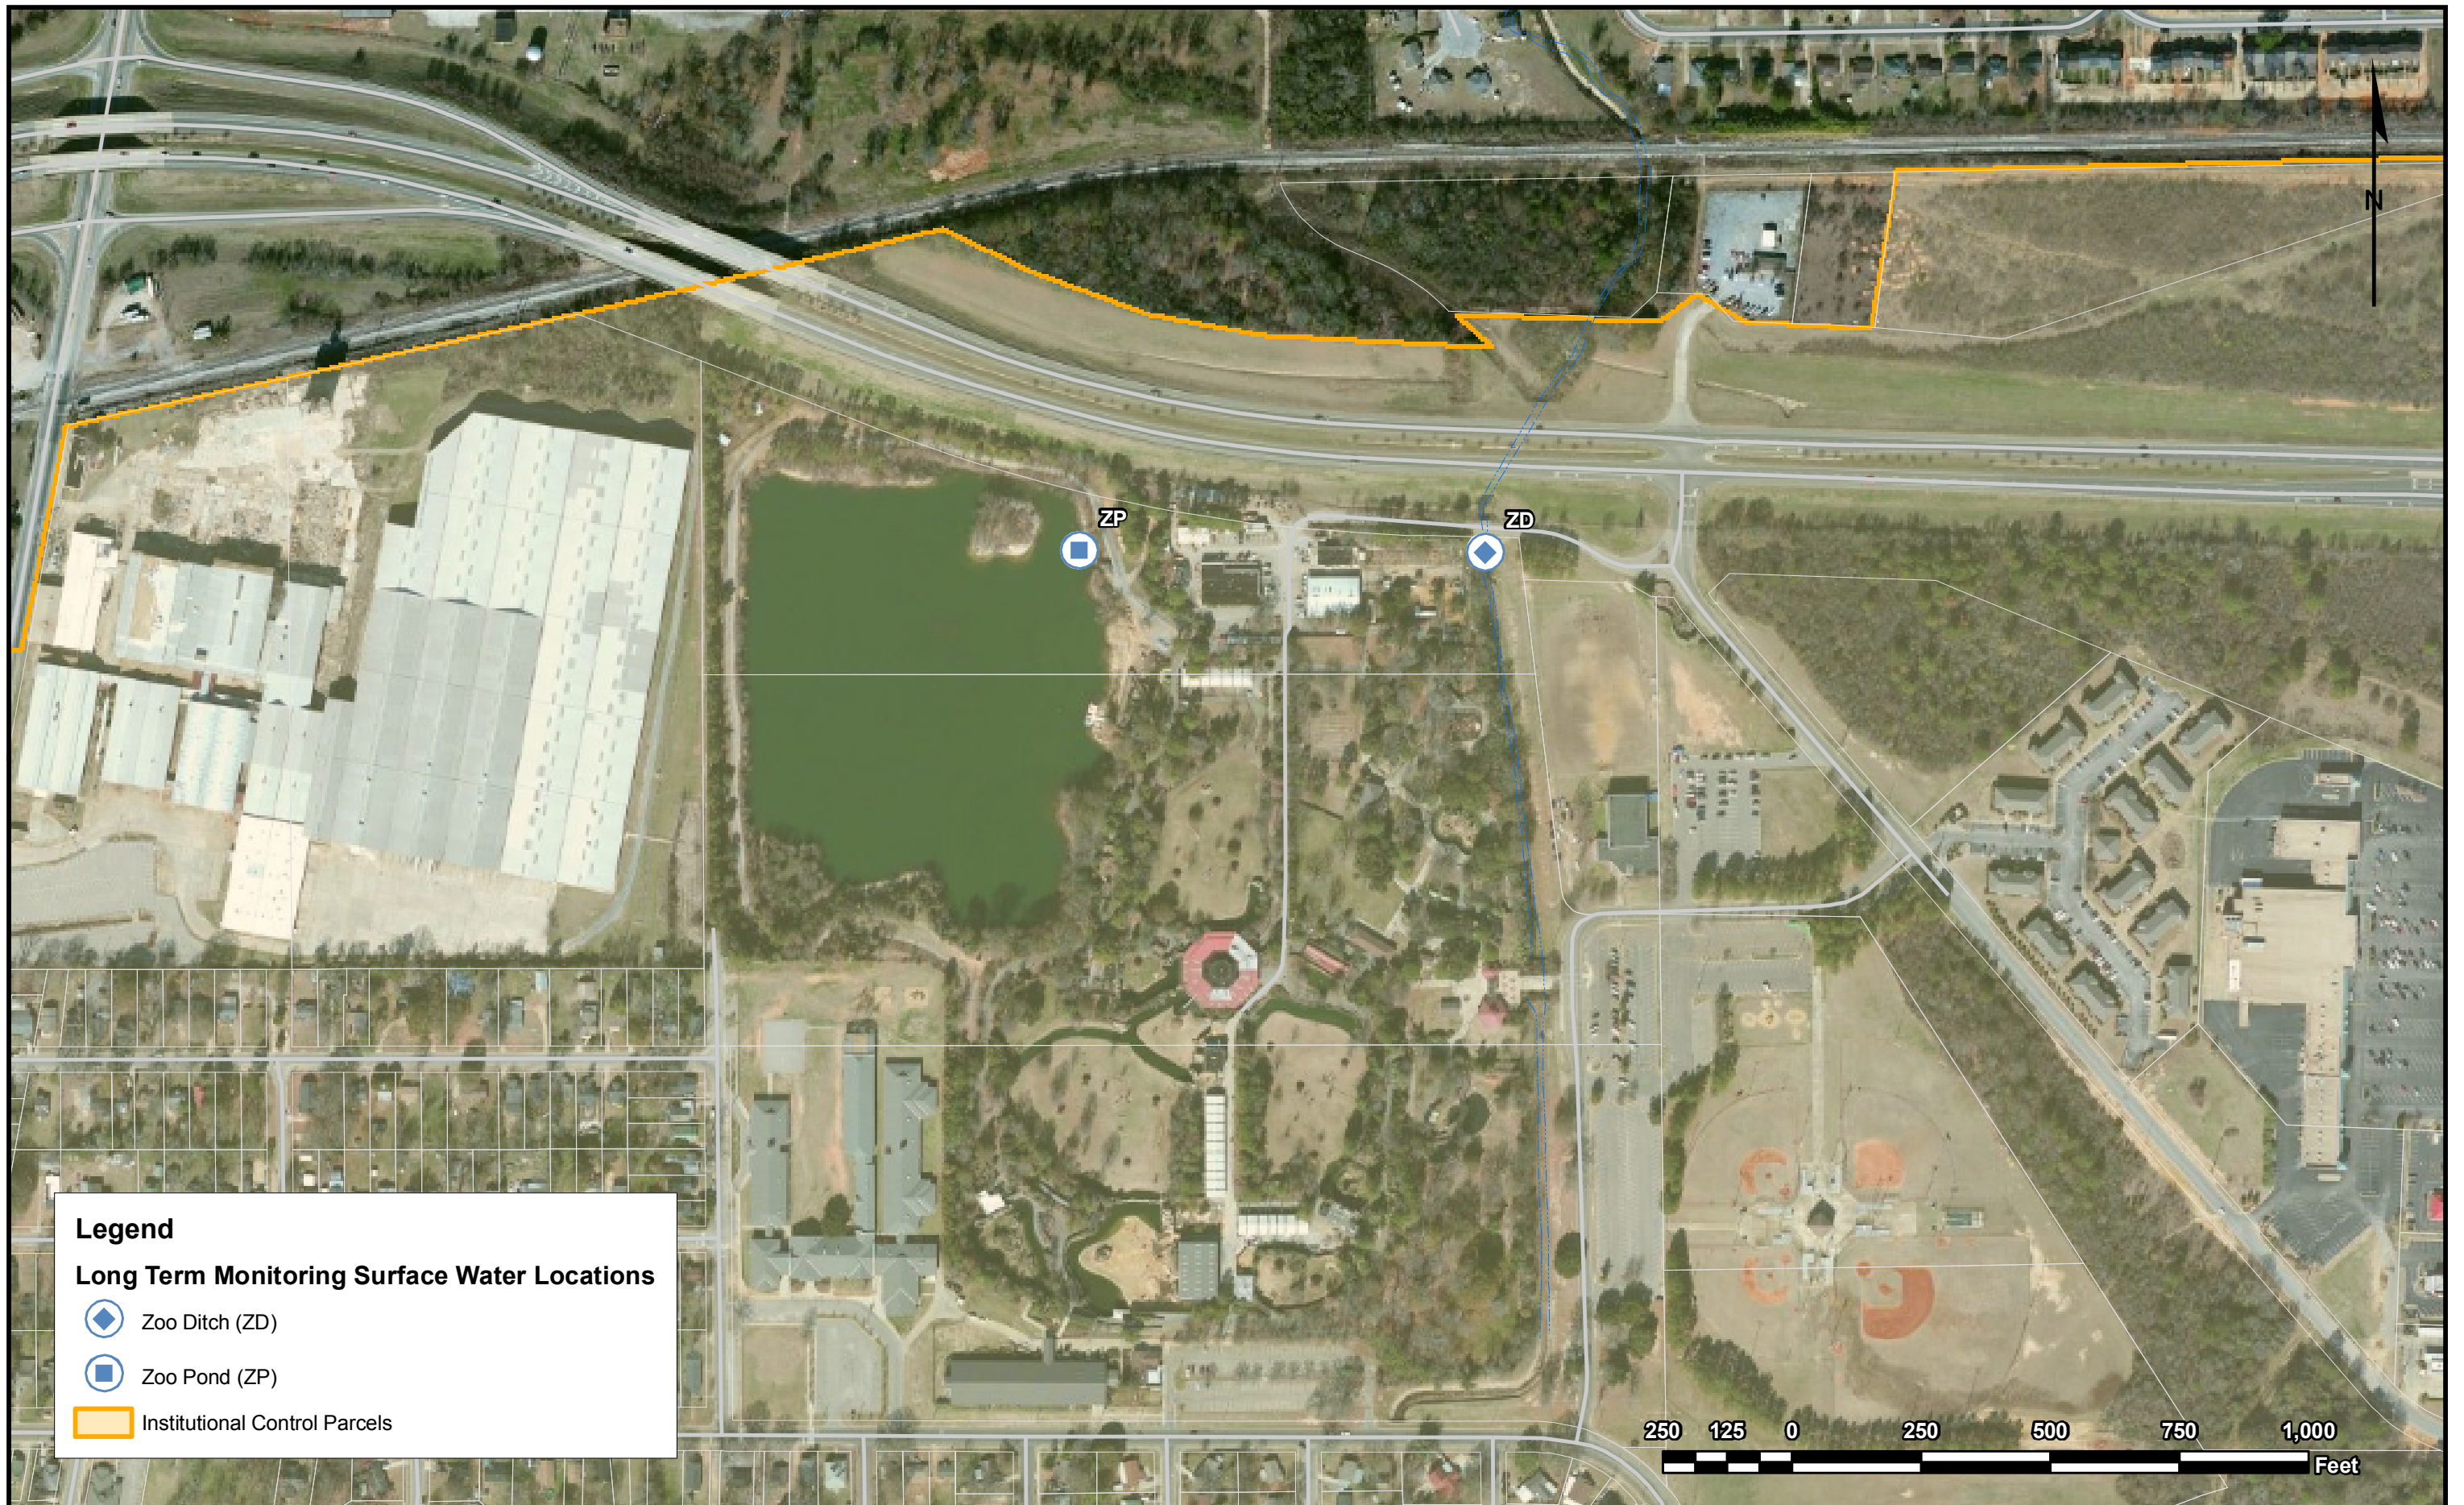 N
ZP
ZD
Legend
Long Term Monitoring Surface Water Locations
Zoo Ditch (ZD)
Zoo Pond (ZP)
Institutional Control Parcels
250 125 0 250 500 750 1,000
Feet